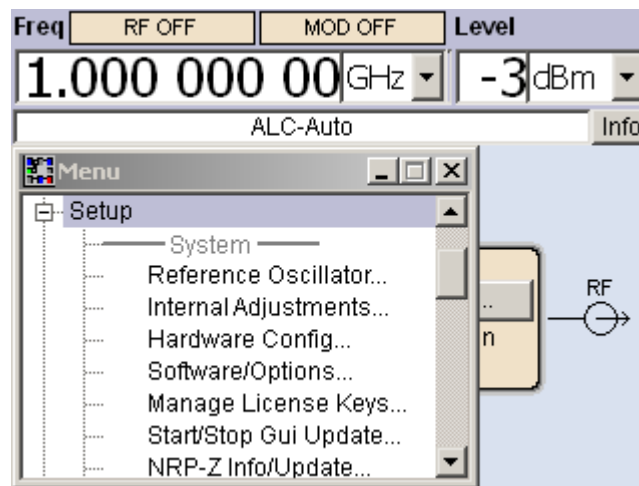 Freq RF OFF MOD OFF Level
1.000 000 00 GHz -3 dBm
ALC-Auto Info
Menu
Setup
System
Reference Oscillator...
Internal Adjustments...
..
RF
Hardware Config...
n
Software/Options...
Manage License Keys...
Start/Stop Gui Update...
NRP-Z Info/Update...